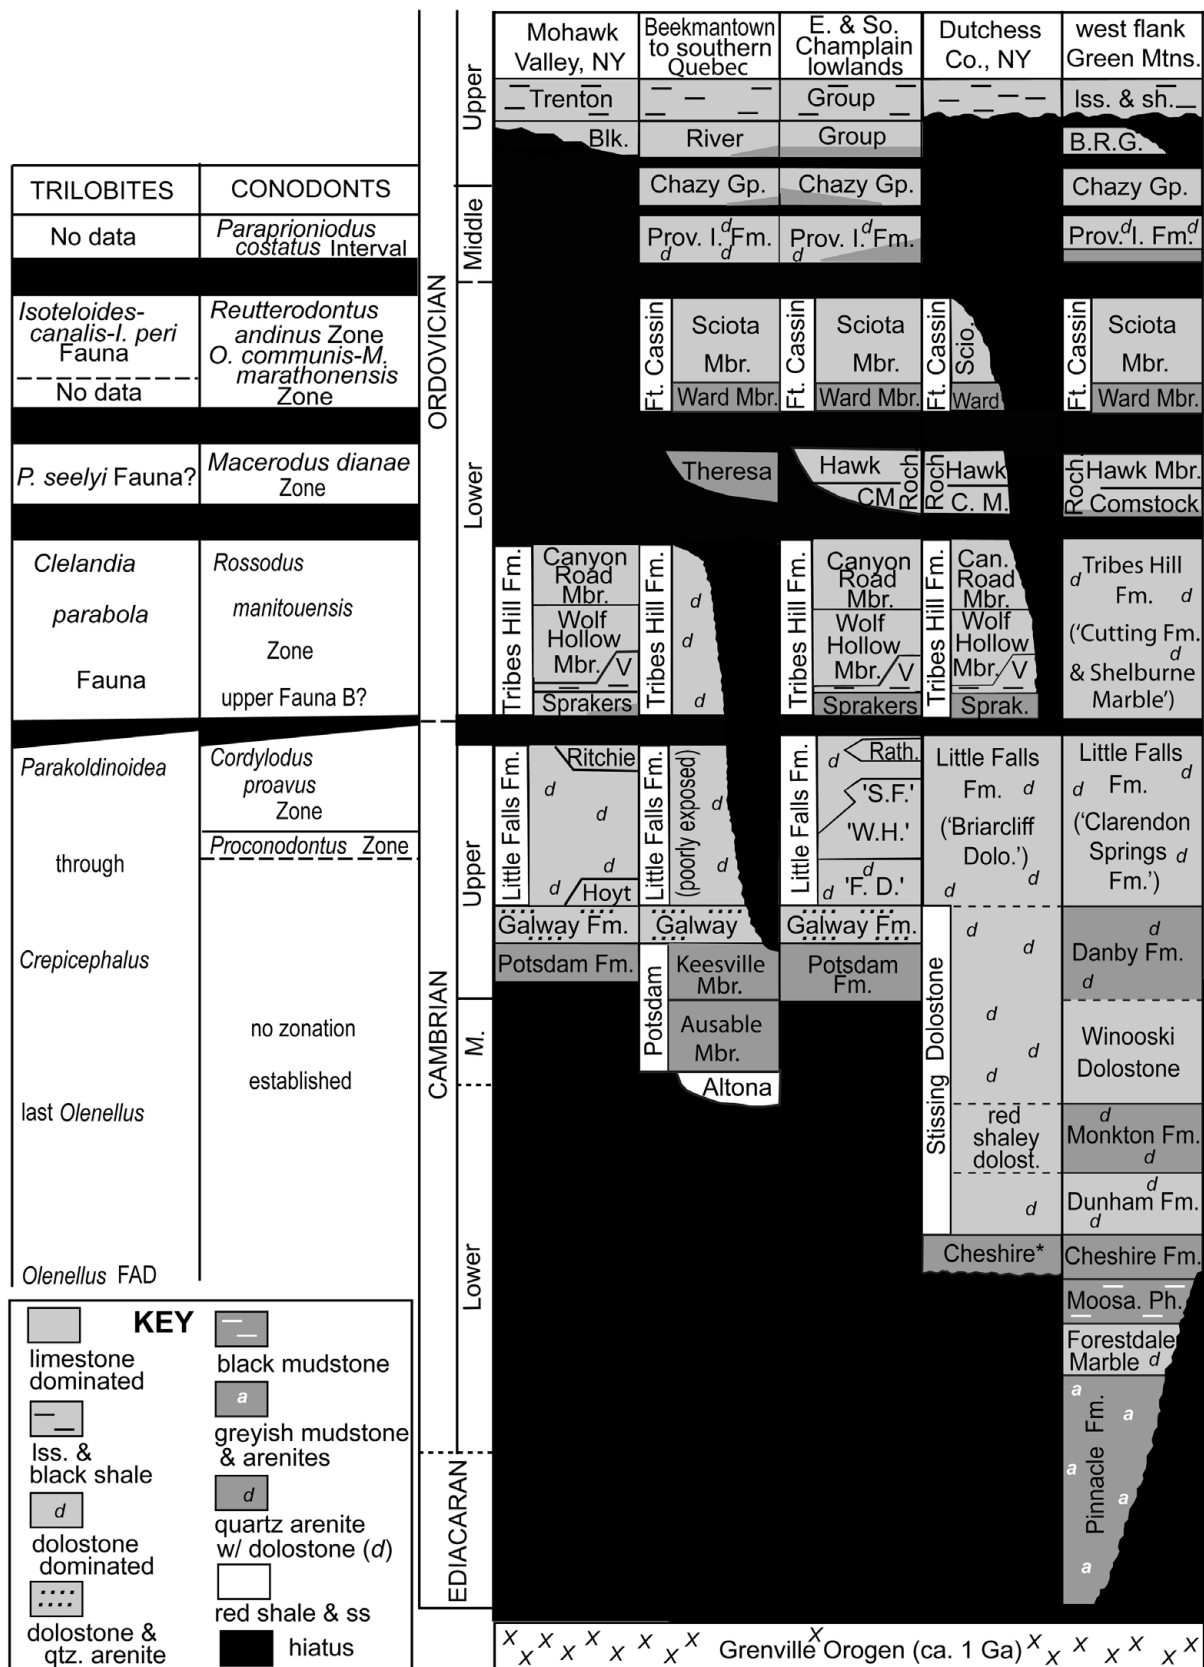 Mohawk
Valley, NY
Beekmantown
to southern
Quebec
E. & So.
Champlain
lowlands
Dutchess
Co., NY
west flank
Green Mtns.
Upper
Trenton
Group
lss. & sh.
Blk.
River
Group
B.R.G.
TRILOBITES
CONODONTS
Middle
Chazy Gp.
Chazy Gp.
Chazy Gp.
No data
Paraprioniodus
costatus Interval
Prov. I. Fm.
d
d
d
Prov. I. Fm.
d
d
Prov. I. Fm.
d
d
ORDOVICIAN
Isoteloides-
canalis-I. peri
Fauna
No data
Reutterodontus
andinus Zone
O. communis-M.
marathonensis
Zone
Ft. Cassin
Sciota
Mbr.
Ward Mbr.
Ft. Cassin
Sciota
Mbr.
Ward Mbr.
Ft. Cassin
Scio.
Ward
Ft. Cassin
Sciota
Mbr.
Ward Mbr.
Lower
P. seelyi Fauna?
Macerodus dianae
Zone
Theresa
Hawk
CM
Roch
Roch
Hawk
C. M.
Roch.
Hawk Mbr.
Comstock
Clelandia
parabola
Fauna
Rossodus
manitouensis
Zone
upper Fauna B?
Tribes Hill Fm.
Canyon
Road
Mbr.
Wolf
Hollow
Mbr.
V
Sprakers
Tribes Hill Fm.
d
d
d
Tribes Hill Fm.
Canyon
Road
Mbr.
Wolf
Hollow
Mbr.
V
Sprakers
Tribes Hill Fm.
Can.
Road
Mbr.
Wolf
Hollow
Mbr.
V
Sprak.
Tribes Hill
d
Fm.
d
('Cutting Fm.
d
& Shelburne
Marble')
CAMBRIAN
Upper
Parakoldinoidea
through
Crepicephalus
last Olenellus
Olenellus FAD
Cordylodus
proavus
Zone
Proconodontus Zone
no zonation
established
Little Falls Fm.
Ritchie
d
d
d
d
Hoyt
Little Falls Fm.
(poorly exposed)
d
d
Little Falls Fm.
d
Rath.
'S.F.'
'W.H.'
d
'F. D.'
Little Falls
Fm.
d
('Briarcliff
Dolo.')
d
d
Little Falls
Fm.
d
d
('Clarendon
Springs
d
Fm.')
Galway Fm.
Galway
Galway Fm.
Potsdam Fm.
Potsdam
Keesville
Mbr.
Ausable
Mbr.
Altona
Potsdam
Fm.
M.
Stissing Dolostone
d
d
d
d
d
red
shaley
dolost.
d
Cheshire*
d
Danby Fm.
d
Winooski
Dolostone
d
Monkton Fm.
d
d
Dunham Fm.
d
Cheshire Fm.
Lower
Moosa. Ph.
Forestdale
Marble
d
Pinnacle Fm.
a
a
a
a
a
EDIACARAN
KEY
limestone
dominated
lss. &
black shale
d
dolostone
dominated
dolostone &
qtz. arenite
black mudstone
a
greyish mudstone
& arenites
d
quartz arenite
w/ dolostone (d)
red shale & ss
hiatus
x x x x x
Grenville Orogen (ca. 1 Ga)
x x x x x x x x